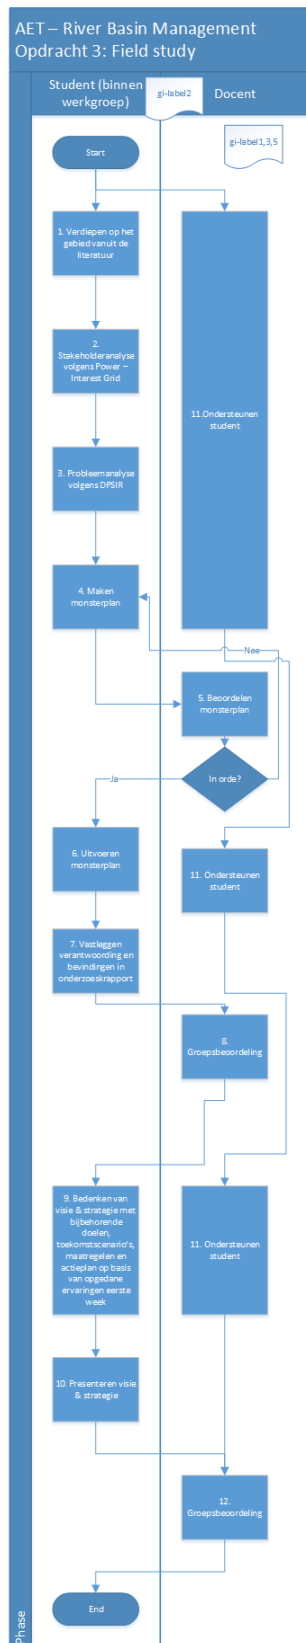 AET – River Basin Management
Opdracht 3: Field study
Student (binnen
werkgroep)
gi-label2
Docent
gi-label1,3,5
Start
1. Verdiepen op het
gebied vanuit de
literatuur
2.
Stakeholderanalyse
volgens Power –
Interest Grid
11.Ondersteunen
student
3. Probleemanalyse
volgens DPSIR
4. Maken
monsterplan
Nee
5. Beoordelen
monsterplan
In orde?
Ja
6. Uitvoeren
monsterplan
11. Ondersteunen
student
7. Vastleggen
verantwoording en
bevindingen in
onderzoeksrapport
8.
Groepsbeoordeling
9. Bedenken van
visie & strategie met
bijbehorende
doelen,
toekomstscenario's,
maatregelen en
actieplan op basis
van opgedane
ervaringen eerste
week
11. Ondersteunen
student
10. Presenteren visie
& strategie
12.
Groepsbeoordeling
End
Phase